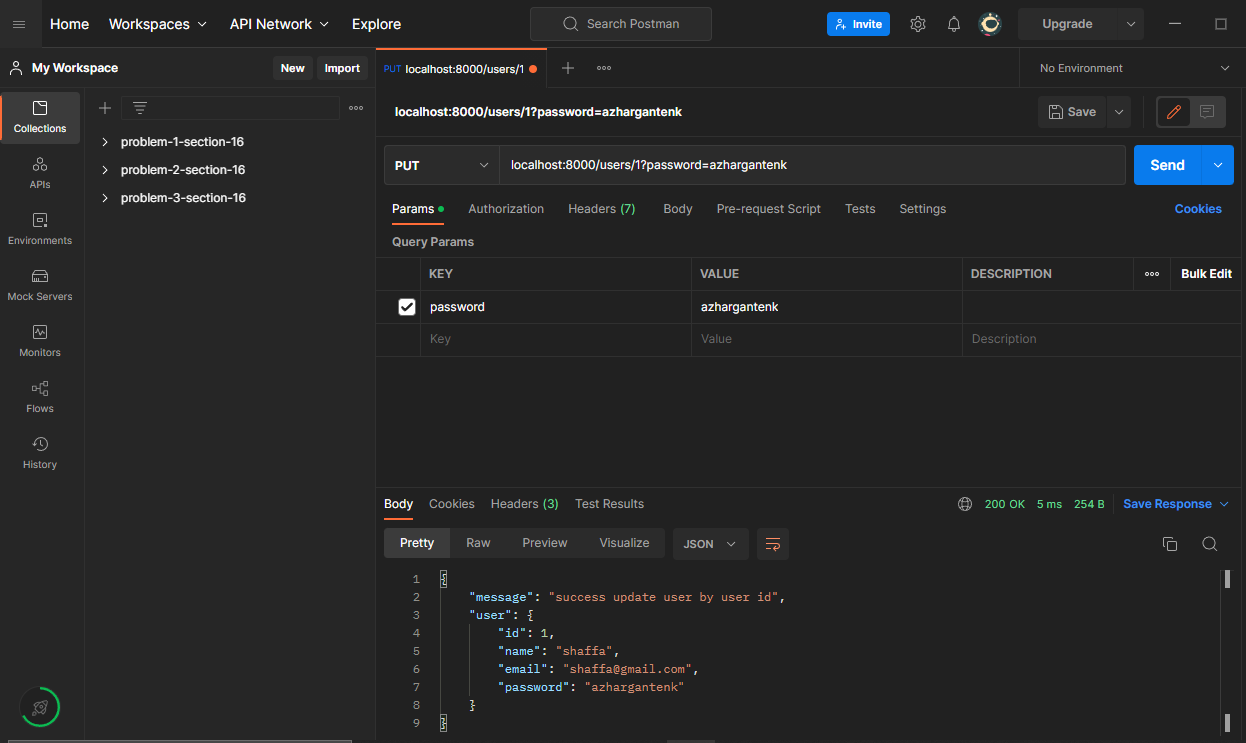 Home Workspaces API Network Explore Search Postman Invite Upgrade
My Workspace New Import
PUT localhost:8000/users/1 No Environment
Collections
APIs
Environments
Mock Servers
Monitors
Flows
History
problem-1-section-16
problem-2-section-16
problem-3-section-16
localhost:8000/users/1?password=azhargantenk Save
PUT localhost:8000/users/1?password=azhargantenk Send
Params Authorization Headers (7) Body Pre-request Script Tests Settings Cookies
Query Params
KEY VALUE DESCRIPTION Bulk Edit
password azhargantenk
Key Value Description
Body Cookies Headers (3) Test Results 200 OK 5 ms 254 B Save Response
Pretty Raw Preview Visualize JSON
1 {
2 "message": "success update user by user id",
3 "user": {
4 "id": 1,
5 "name": "shaffa",
6 "email": "shaffa@gmail.com",
7 "password": "azhargantenk"
8 }
9 }